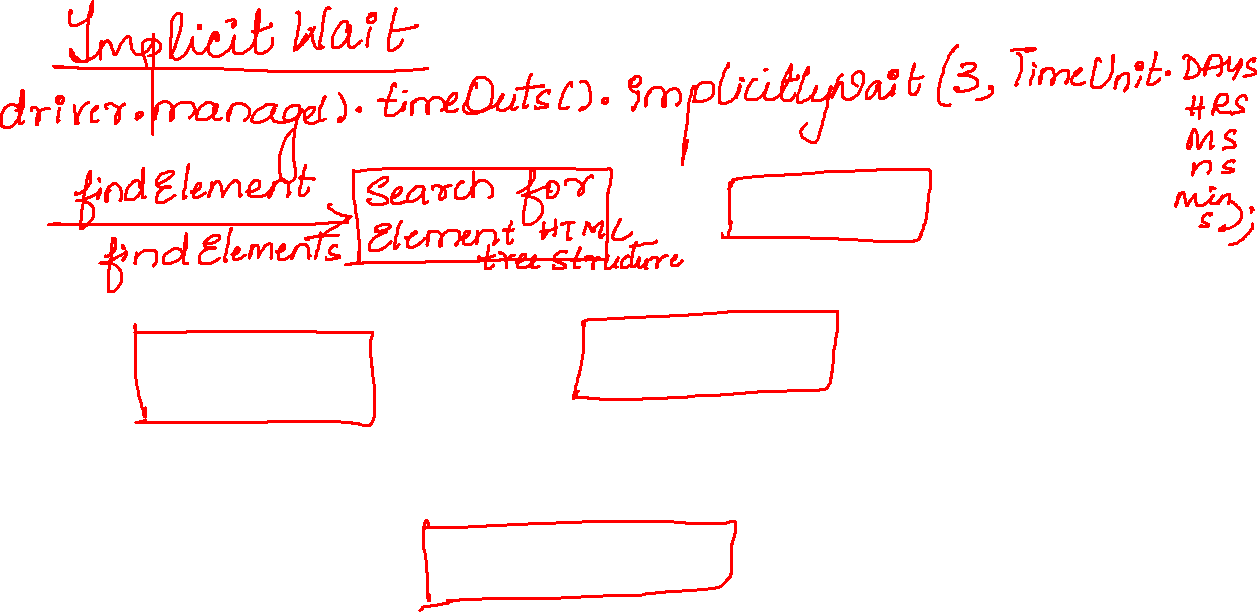 Implicit Wait
driver.manage().timeOuts().implicitlyWait(3, TimeUnit.DAYS
HRS
MS
ns
min
s);
findElement
findElements
Search for
Element HTML
tree structure